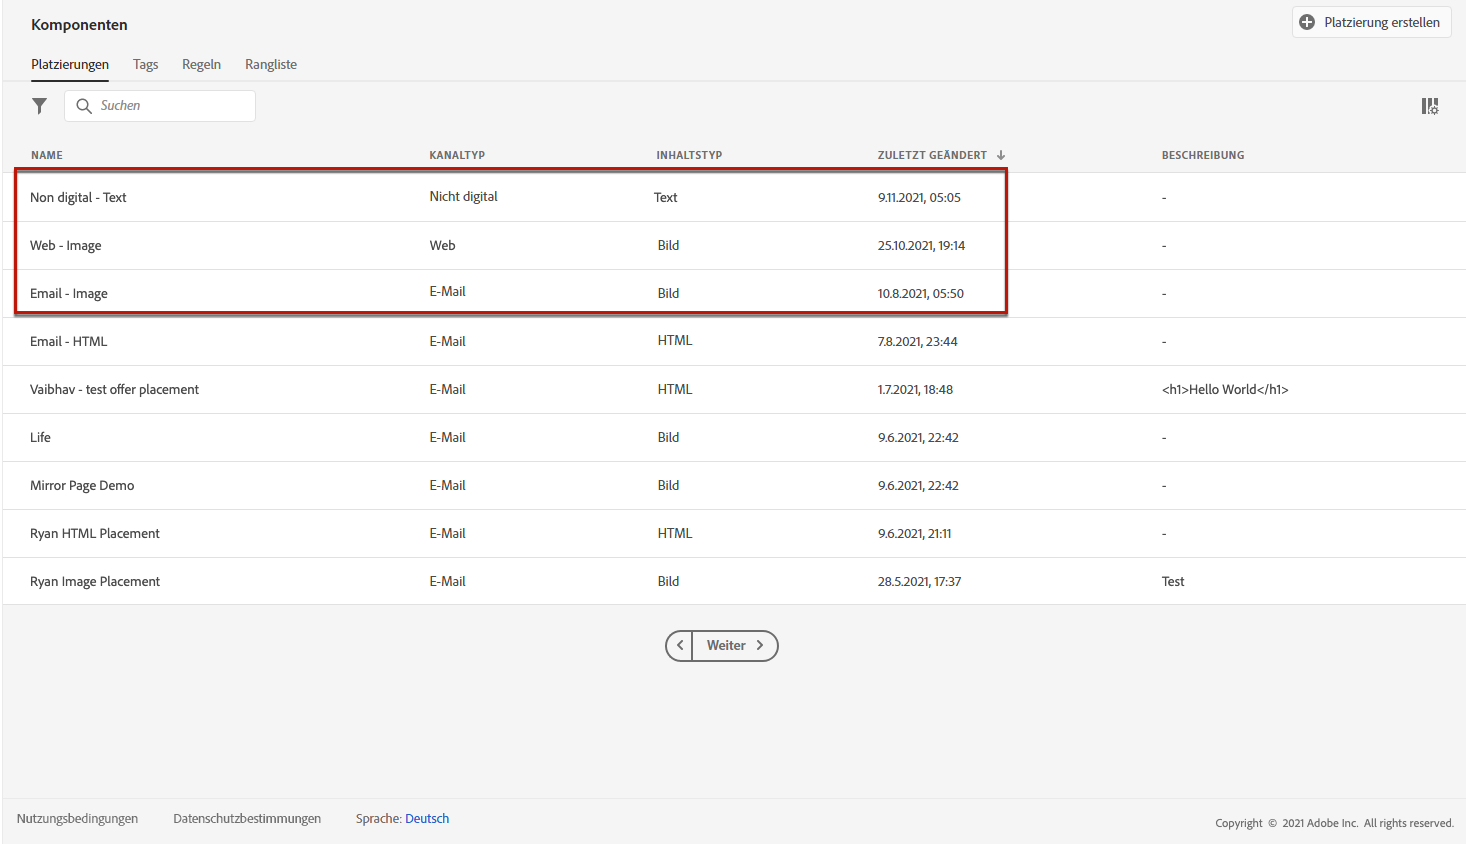 Komponenten
Platzierung erstellen
Platzierungen Tags Regeln Rangliste
Suchen
NAME KANALTYP INHALTSTYP ZULETZT GEÄNDERT BESCHREIBUNG
Non digital - Text Nicht digital Text 9.11.2021, 05:05 -
Web - Image Web Bild 25.10.2021, 19:14 -
Email - Image E-Mail Bild 10.8.2021, 05:50 -
Email - HTML E-Mail HTML 7.8.2021, 23:44 -
Vaibhav - test offer placement E-Mail HTML 1.7.2021, 18:48 <h1>Hello World</h1>
Life E-Mail Bild 9.6.2021, 22:42 -
Mirror Page Demo E-Mail Bild 9.6.2021, 22:42 -
Ryan HTML Placement E-Mail HTML 9.6.2021, 21:11 -
Ryan Image Placement E-Mail Bild 28.5.2021, 17:37 Test
Weiter
Nutzungsbedingungen Datenschutzbestimmungen Sprache: Deutsch
Copyright © 2021 Adobe Inc. All rights reserved.